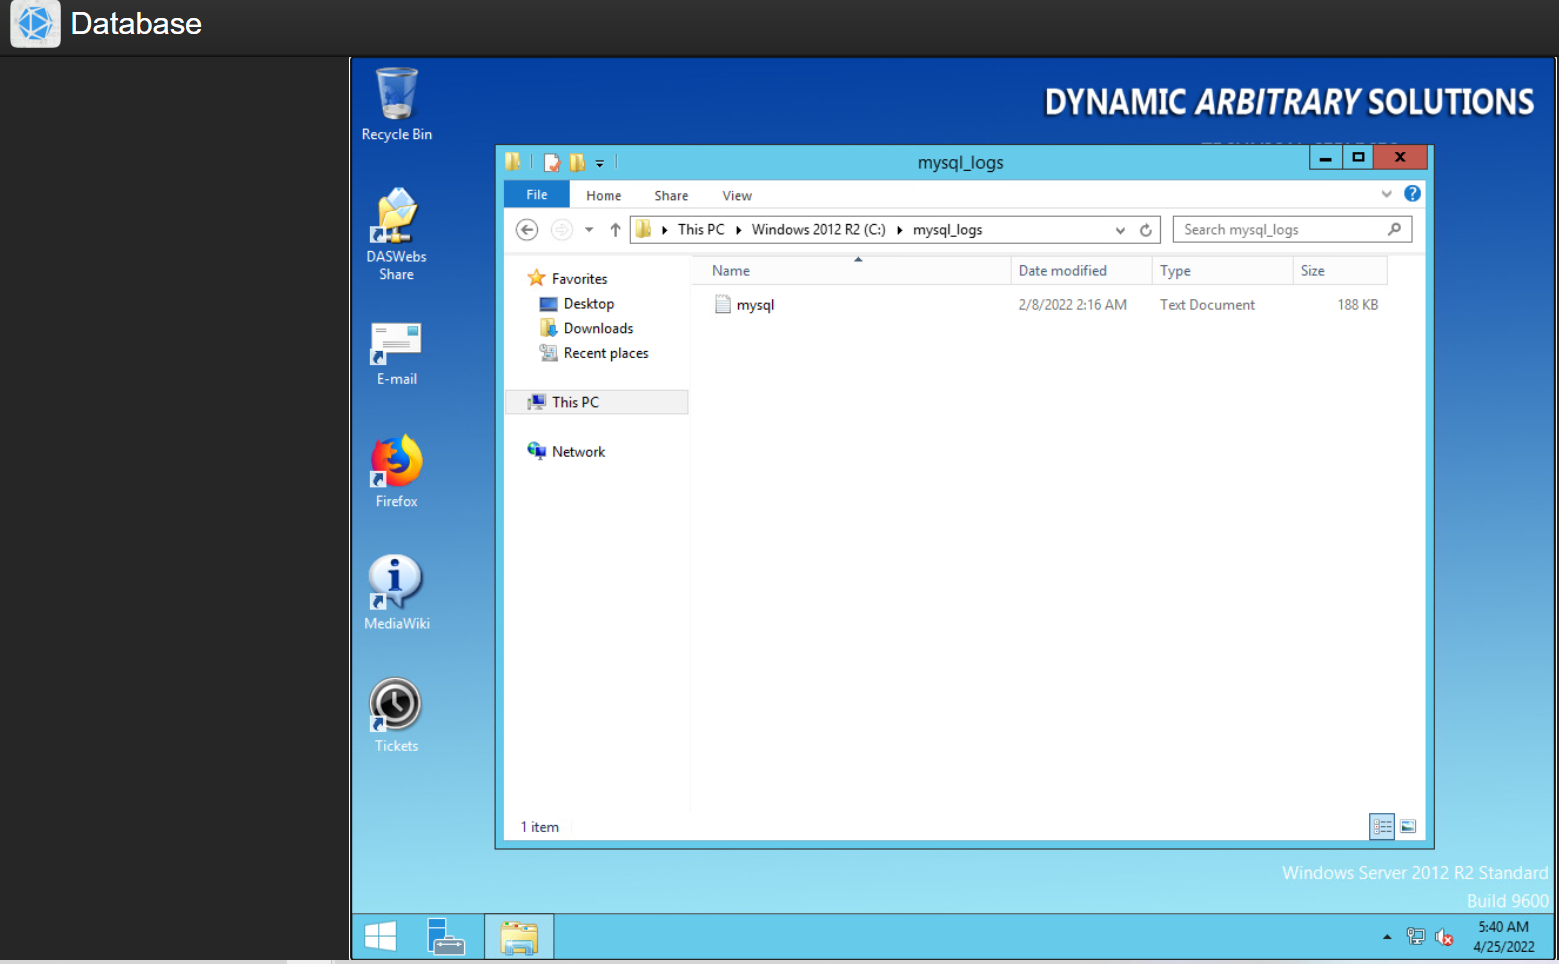 Database
Recycle Bin
DYNAMIC ARBITRARY SOLUTIONS
mysql_logs
File Home Share View
This PC Windows 2012 R2 (C:) mysql_logs
Search mysql_logs
Name Date modified Type Size
mysql 2/8/2022 2:16 AM Text Document 188 KB
Favorites
Desktop
Downloads
Recent places
This PC
Network
1 item
DASWebs
Share
E-mail
Firefox
MediaWiki
Tickets
Windows Server 2012 R2 Standard
Build 9600
5:40 AM
4/25/2022